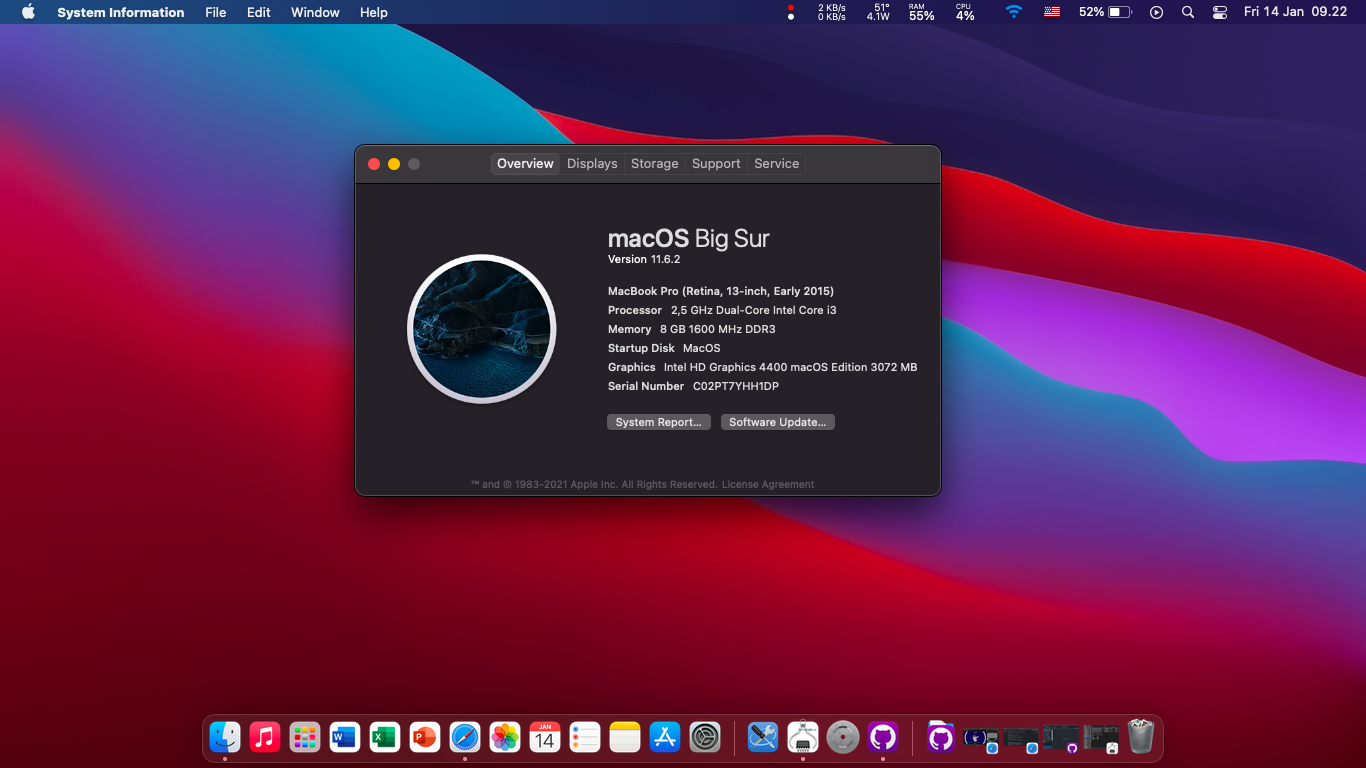 System Information File Edit Window Help 2 KB/s 0 KB/s 51° 4.1W RAM 55% CPU 4% 52% Fri 14 Jan 09.22
Overview Displays Storage Support Service
macOS Big Sur
Version 11.6.2
MacBook Pro (Retina, 13-inch, Early 2015)
Processor 2,5 GHz Dual-Core Intel Core i3
Memory 8 GB 1600 MHz DDR3
Startup Disk MacOS
Graphics Intel HD Graphics 4400 macOS Edition 3072 MB
Serial Number C02PT7YHH1DP
System Report... Software Update...
™ and © 1983-2021 Apple Inc. All Rights Reserved. License Agreement
W X P JAN
14